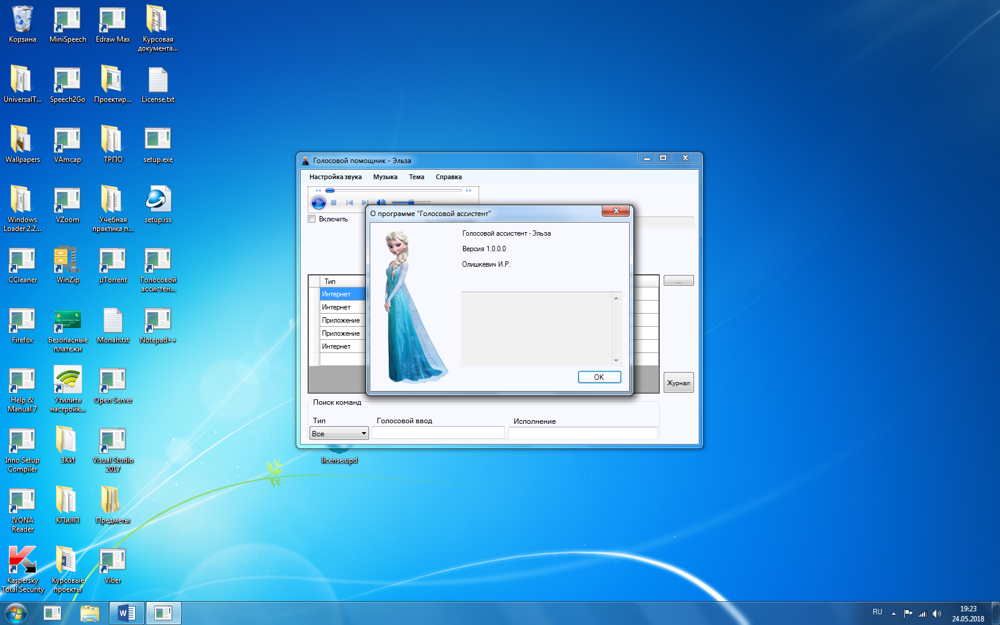 Корзина
MiniSpeech
Edraw Max
Курсовая
документа...
UniversalT...
Speech2Go
Проектир...
License.txt
Wallpapers
VAmcap
ТРПО
setup.exe
Windows
Loader 2.2...
VZoom
Учебная
практика п...
setup.iss
CCleaner
WinZip
µTorrent
Голосовой
ассистен...
Firefox
Безопасные
платежи
Monah.txt
Notepad++
Help &
Manual 7
Утилита
настройк...
Open Server
Inno Setup
Compiler
ЗКИ
Visual Studio
2017
IVONA
Reader
КПиЯП
Предметы
Kaspersky
Total Security
Курсовые
проекты
Viber
license.upd
Голосовой помощник - Эльза
Настройка звука
Музыка
Тема
Справка
Включить
Тип
Интернет
Интернет
Приложение
Приложение
Интернет
...
Журнал
Поиск команд
Тип
Голосовой ввод
Исполнение
Все
О программе "Голосовой ассистент"
Голосовой ассистент - Эльза
Версия 1.0.0.0
Олишкевич И.Р.
OK
RU
19:23
24.05.2018